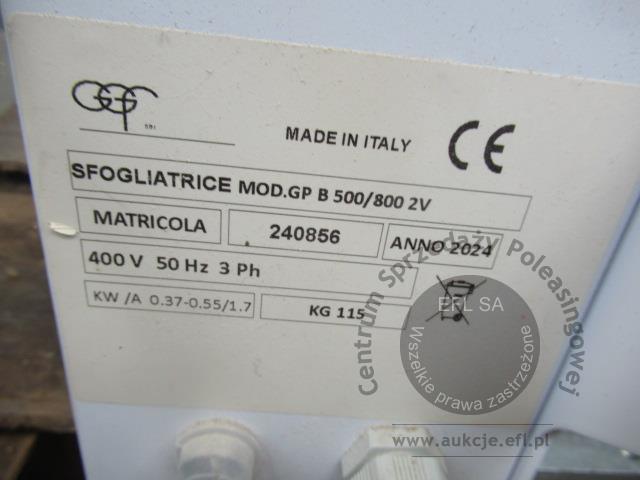 GGF
SRL
MADE IN ITALY
CE
SFOGLIATRICE MOD.GP B 500/800 2V
MATRICOLA 240856 ANNO 2024
400 V 50 Hz 3 Ph
KW /A 0.37-0.55/1.7 KG 115
Centrum Sprzedaży Poleasingowej
EFL SA
Wszelkie prawa zastrzeżone
www.aukcje.efl.pl